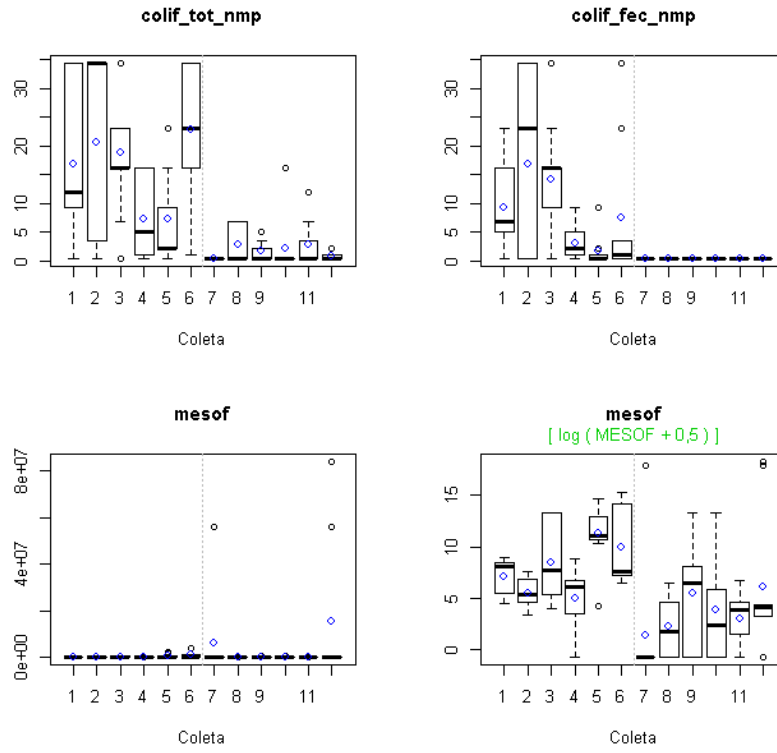 colif_tot_nmp
30
20
10
5
0
1 2 3 4 5 6 7 8 9 11
Coleta
colif_fec_nmp
30
20
10
5
0
1 2 3 4 5 6 7 8 9 11
Coleta
mesof
8e+07
4e+07
0e+00
1 2 3 4 5 6 7 8 9 11
Coleta
mesof
[ log ( MESOF + 0,5 ) ]
15
10
5
0
1 2 3 4 5 6 7 8 9 11
Coleta